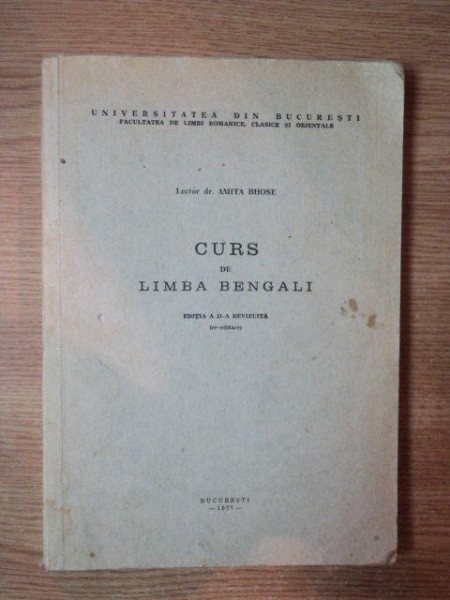 UNIVERSITATEA DIN BUCUREȘTI
FACULTATEA DE LIMBI ROMANICE, CLASICE ȘI ORIENTALE
Lector dr. AMITA BHOSE
CURS
DE
LIMBA BENGALI
EDIȚIA A II-A REVIZUITĂ
(re-editare)
BUCUREȘTI
— 1977 —